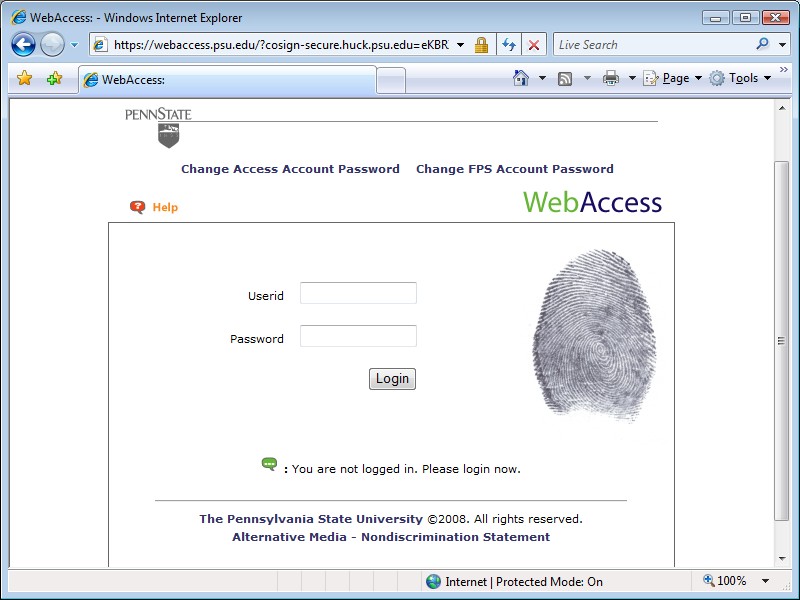 WebAccess: - Windows Internet Explorer
https://webaccess.psu.edu/?cosign-secure.huck.psu.edu=eKBR
Live Search
WebAccess:
Page
Tools
PENNSTATE
Change Access Account Password Change FPS Account Password
Help
WebAccess
Userid
Password
Login
: You are not logged in. Please login now.
The Pennsylvania State University ©2008. All rights reserved.
Alternative Media - Nondiscrimination Statement
Internet | Protected Mode: On
100%